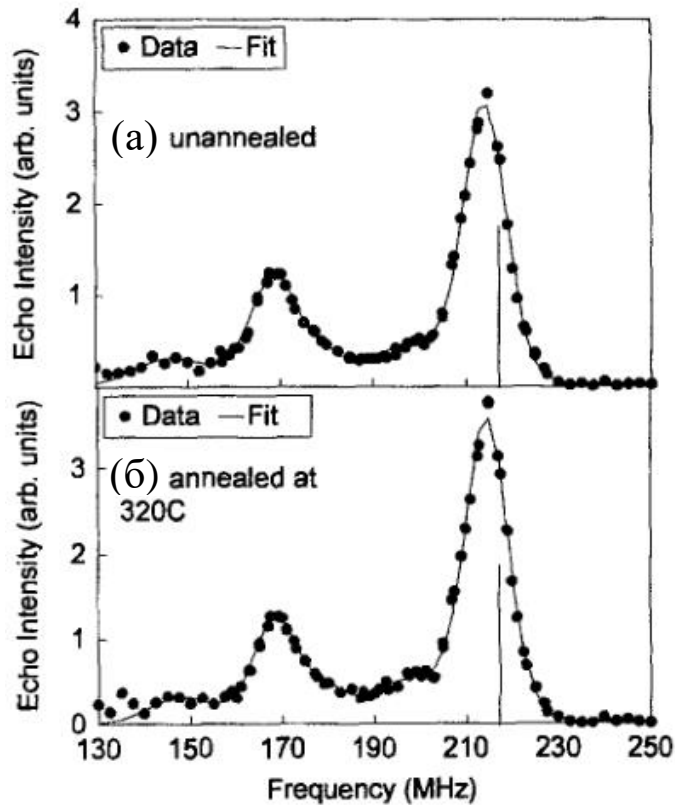 Echo Intensity (arb. units)
4
3
2
1
● Data — Fit
(а) unannealed
Echo Intensity (arb. units)
3
2
1
0
● Data — Fit
(б) annealed at
320C
130 150 170 190 210 230 250
Frequency (MHz)